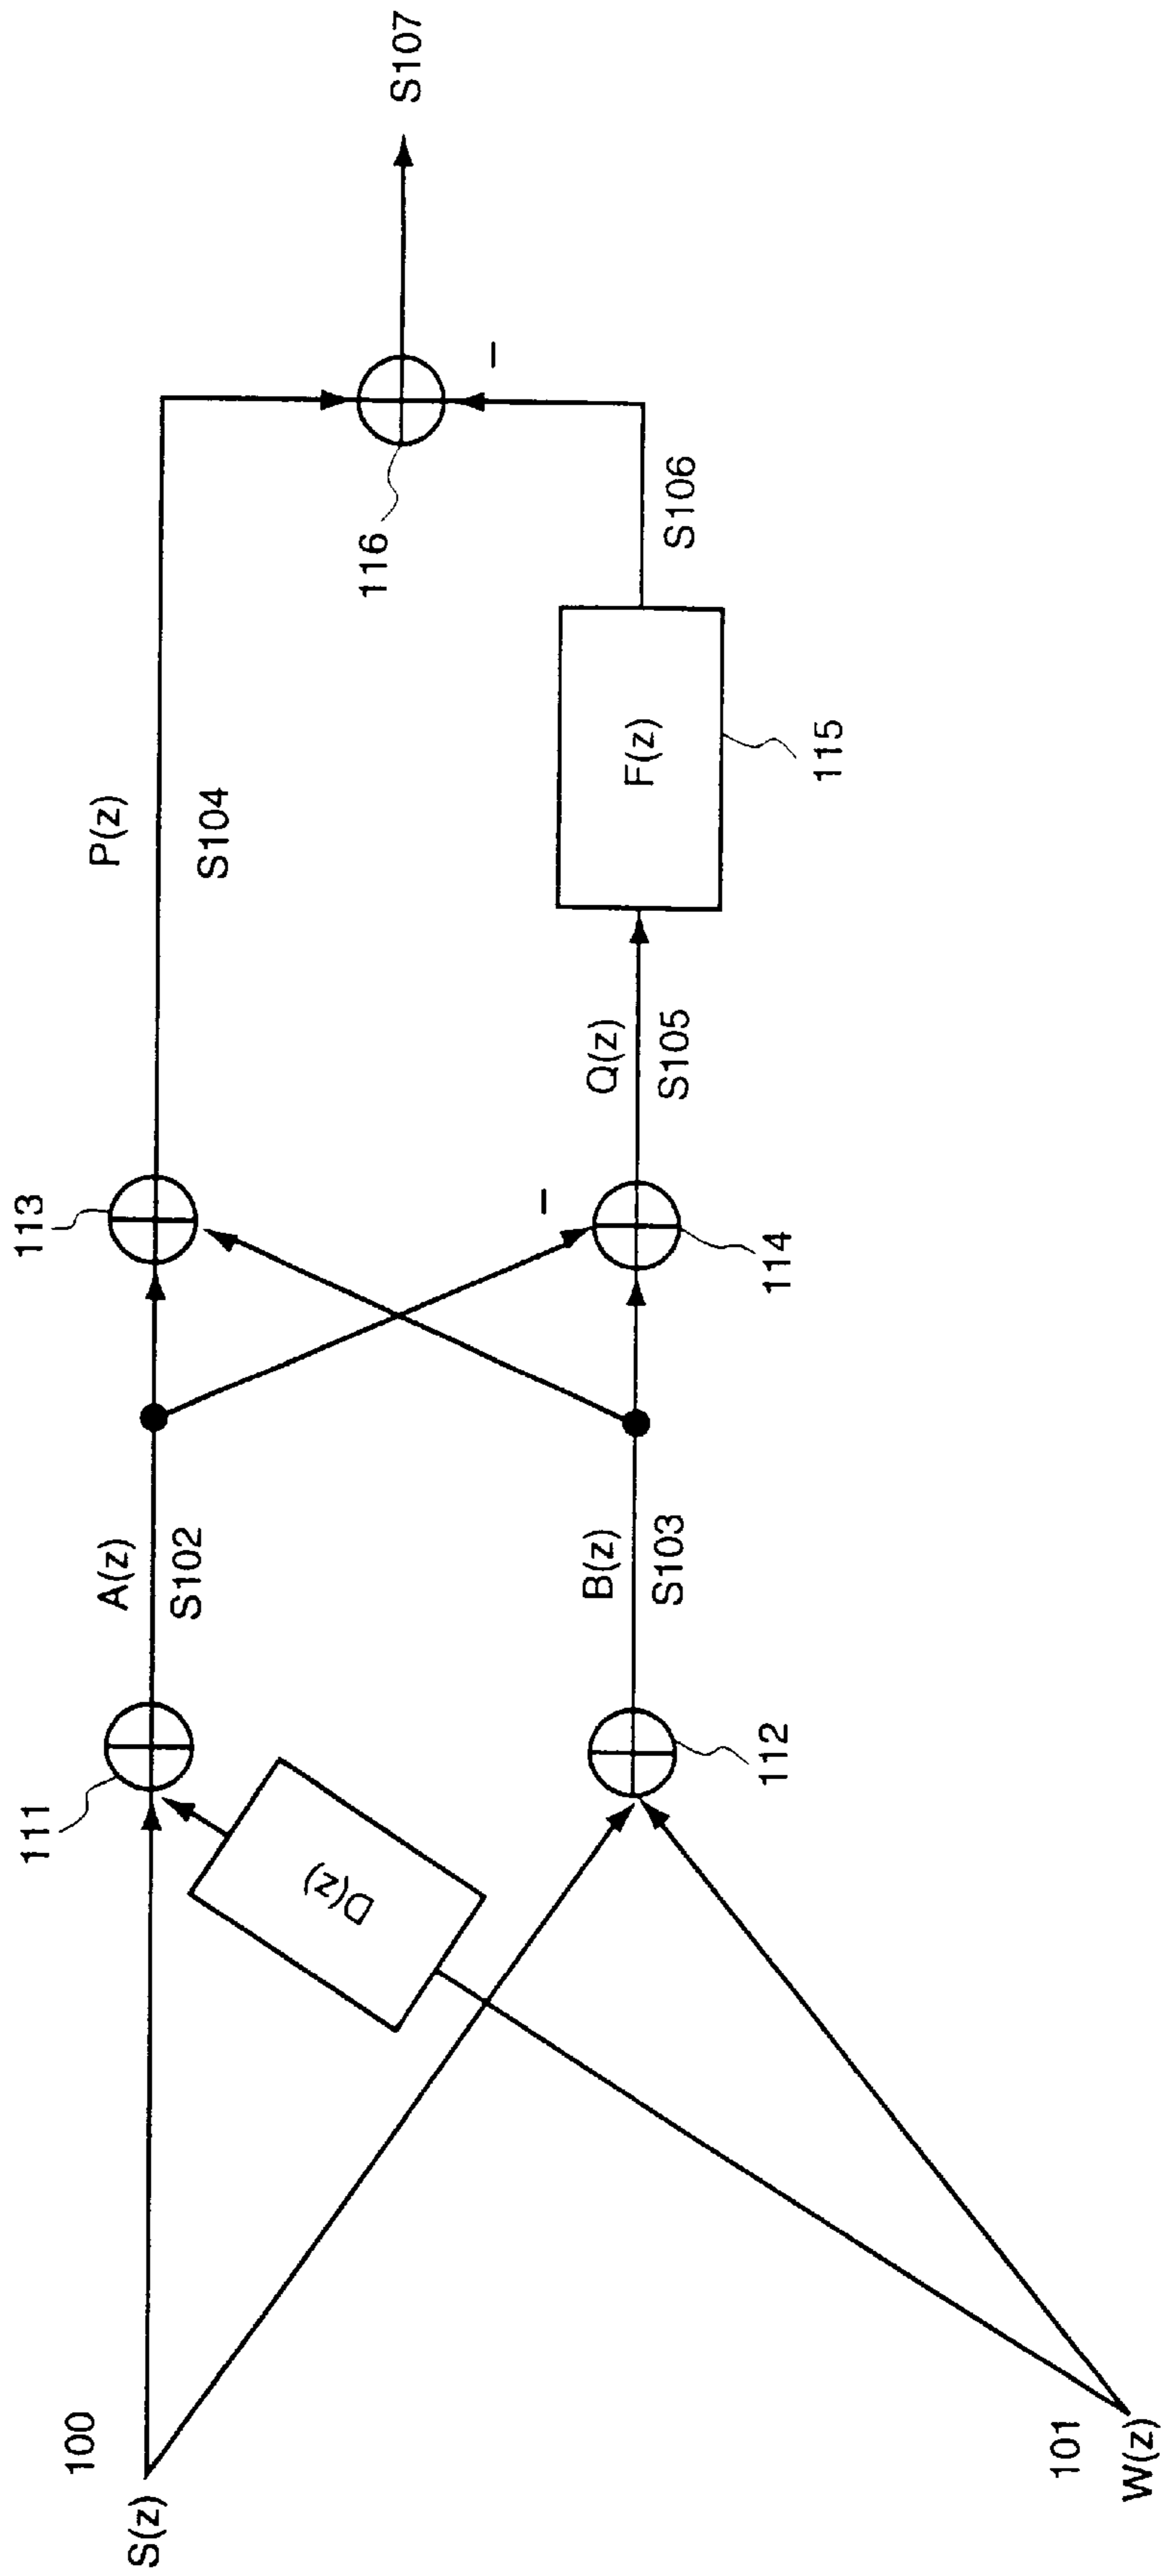 S(z)
100
111
D(z)
A(z)
S102
113
P(z)
S104
116
S107
112
B(z)
S103
114
Q(z)
S105
F(z)
115
S106
−
−
101
W(z)